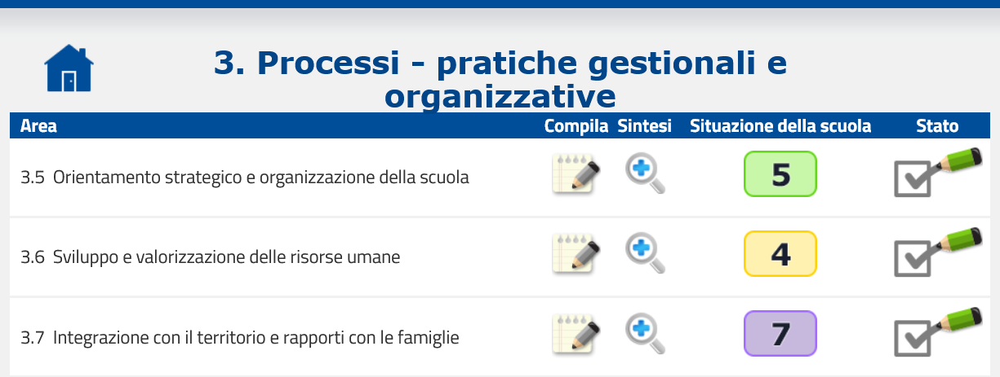 3. Processi - pratiche gestionali e
organizzative
Area Compila Sintesi Situazione della scuola Stato
3.5 Orientamento strategico e organizzazione della scuola 5
3.6 Sviluppo e valorizzazione delle risorse umane 4
3.7 Integrazione con il territorio e rapporti con le famiglie 7